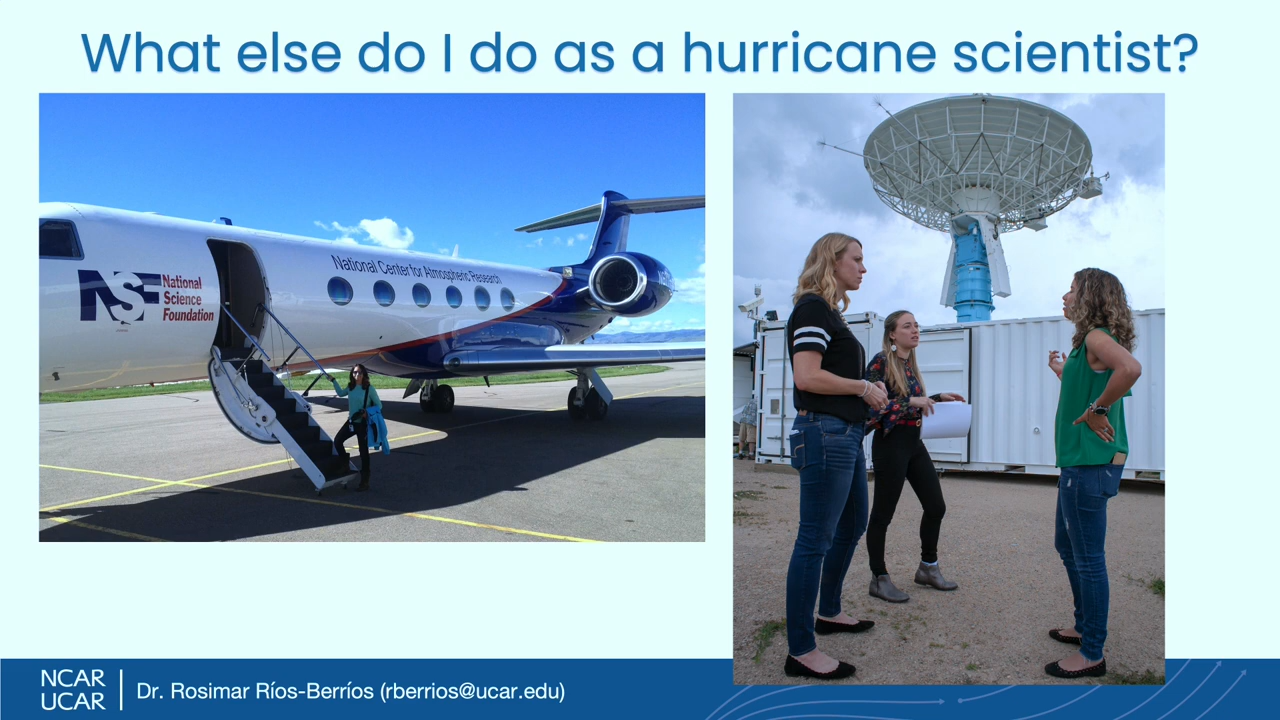 What else do I do as a hurricane scientist?
NSF
National
Science
Foundation
National Center for Atmospheric Research
NCAR
UCAR
Dr. Rosimar Ríos-Berríos (rberrios@ucar.edu)